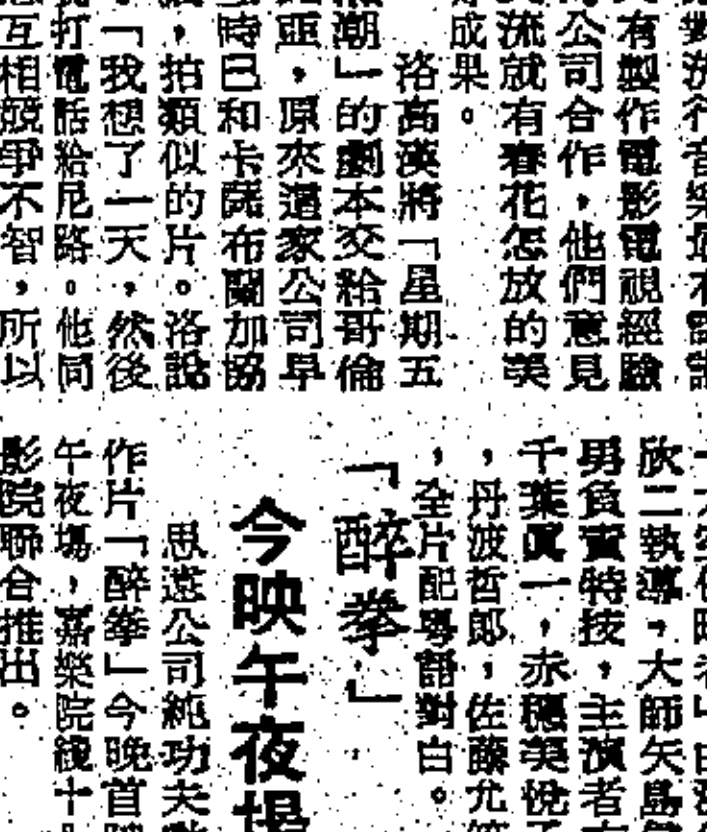 有製作電影電視經驗
公司合作，他們意見
流就有春花怎放的美
成果。
洛高漢將「星期五
潮」的劇本交給哥倫
亞，原來這家公司早
時已和卡薩布蘭加協
，拍類似的片。洛說
「我想了一天，然後
打電話給尼路。他同
互相競爭不智，所以
欣二執導，大師矢島
男負責特技，主演者
千葉眞一，赤穗美悅子
，丹波哲郎；佐藤允
，全片配粵語對白。
「醉拳」
今映午夜場
思遠公司純功夫
作片「醉拳」今晚首
午夜場，嘉樂院綫十
影院聯合推出。